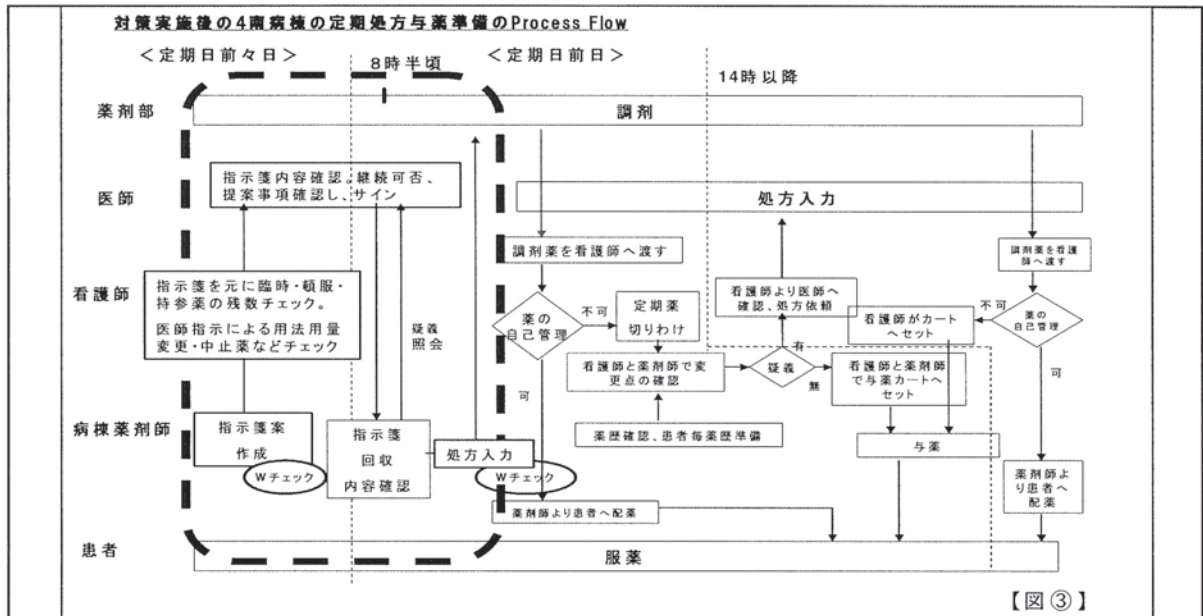 対策実施後の4南病棟の定期処方与薬準備のProcess Flow
＜定期日前々日＞
8時半頃
＜定期日前日＞
14時以降
薬剤部
調剤
医師
指示箋内容確認。継続可否、
提案事項確認し、サイン
処方入力
調剤薬を看護師へ渡す
調剤薬を看護
師へ渡す
看護師
指示箋を元に臨時・頓服・
持参薬の残数チェック。
医師指示による用法用量
変更・中止薬などチェック
疑義
照会
薬の
自己管理
不可
定期薬
切りわけ
看護師より医師へ
確認、処方依頼
看護師がカート
へセット
不可
薬の
自己管理
有
看護師と薬剤師で変
更点の確認
疑義
無
看護師と薬剤師
で与薬カートへ
セット
可
可
病棟薬剤師
指示箋案
作成
Wチェック
指示箋
回収
内容確認
処方入力
Wチェック
薬歴確認、患者毎薬歴準備
与薬
薬剤師より患者へ配薬
薬剤師よ
り患者へ
配薬
患者
服薬
【図③】